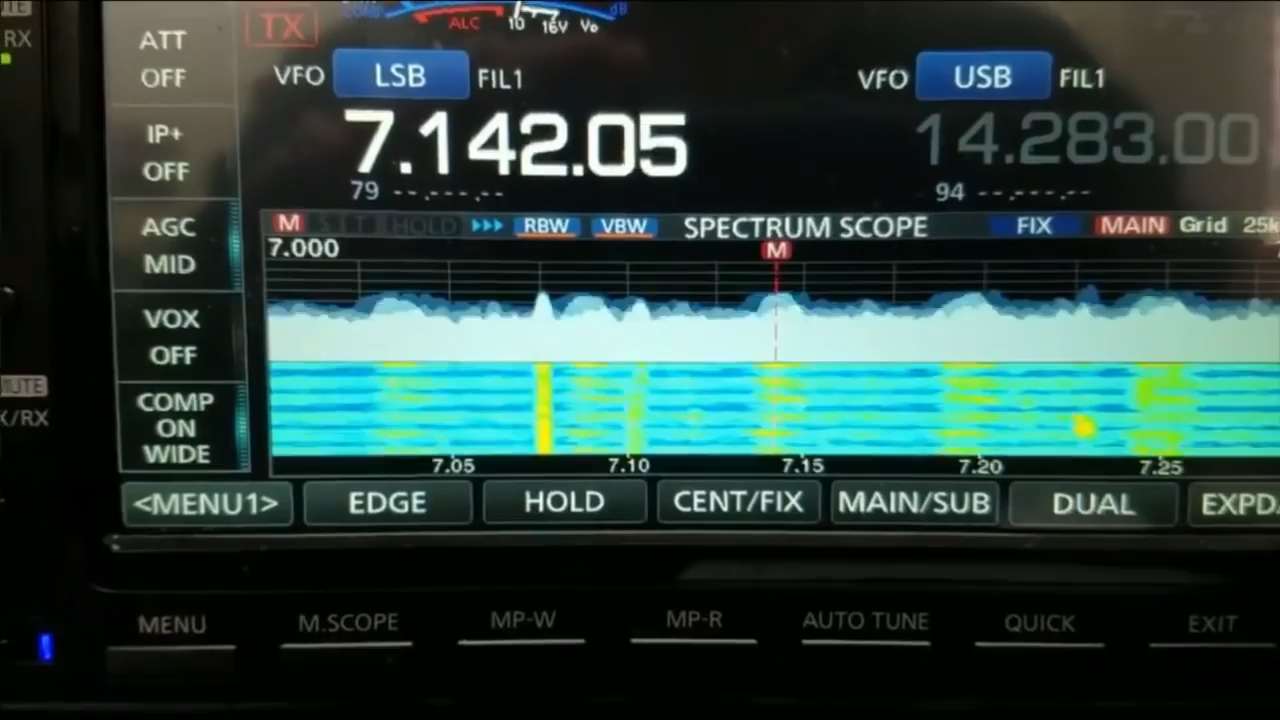 RX
TX
COMP
ALC
10
16V
Vo
dB
ATT
OFF
VFO
LSB
FIL1
VFO
USB
FIL1
7.142.05
14.283.00
79 --.---.--
94 --.---.--
IP+
OFF
AGC
MID
VOX
OFF
COMP
ON
WIDE
M
HOLD
RBW
VBW
SPECTRUM SCOPE
FIX
MAIN
Grid
7.000
M
7.05
7.10
7.15
7.20
7.25
<MENU1>
EDGE
HOLD
CENT/FIX
MAIN/SUB
DUAL
MENU
M.SCOPE
MP-W
MP-R
AUTO TUNE
QUICK
EXIT